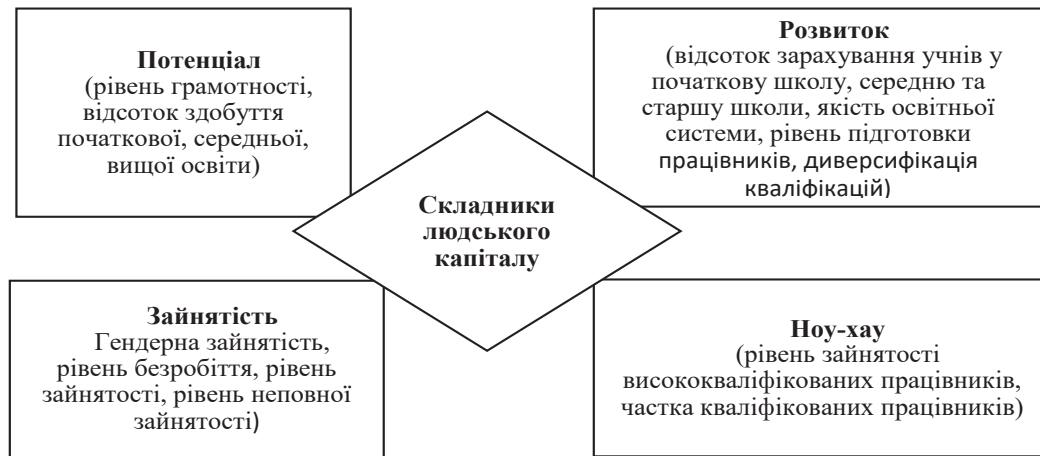 Потенціал
(рівень грамотності,
відсоток здобуття
початкової, середньої,
вищої освіти)
Розвиток
(відсоток зарахування учнів у
початкову школу, середню та
старшу школи, якість освітньої
системи, рівень підготовки
працівників, диверсифікація
кваліфікацій)
Складники
людського
капіталу
Зайнятість
Гендерна зайнятість,
рівень безробіття, рівень
зайнятості, рівень неповної
зайнятості)
Ноу-хау
(рівень зайнятості
висококваліфікованих працівників,
частка кваліфікованих працівників)